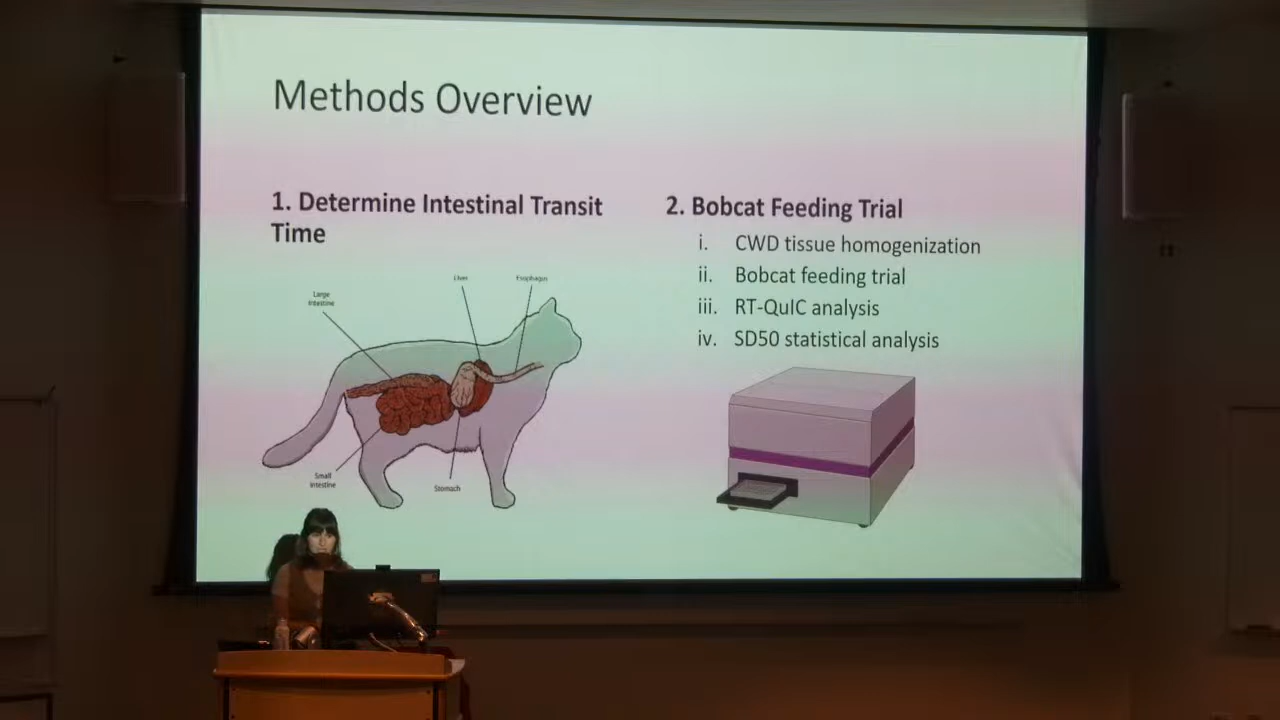 Methods Overview
1. Determine Intestinal Transit
Time
Large
Intestine
Liver
Esophagus
Small
Intestine
Stomach
2. Bobcat Feeding Trial
i. CWD tissue homogenization
ii. Bobcat feeding trial
iii. RT-QuIC analysis
iv. SD50 statistical analysis